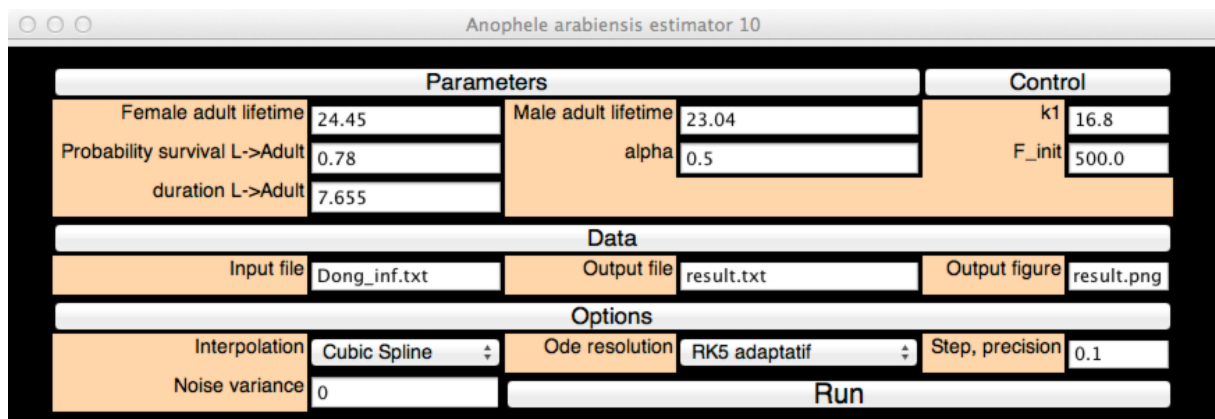 Anophele arabiensis estimator 10
Parameters Control
Female adult lifetime 24.45 Male adult lifetime 23.04 k1 16.8
Probability survival L->Adult 0.78 alpha 0.5 F_init 500.0
duration L->Adult 7.655
Data
Input file Dong_inf.txt Output file result.txt Output figure result.png
Options
Interpolation Cubic Spline Ode resolution RK5 adaptatif Step, precision 0.1
Noise variance 0 Run